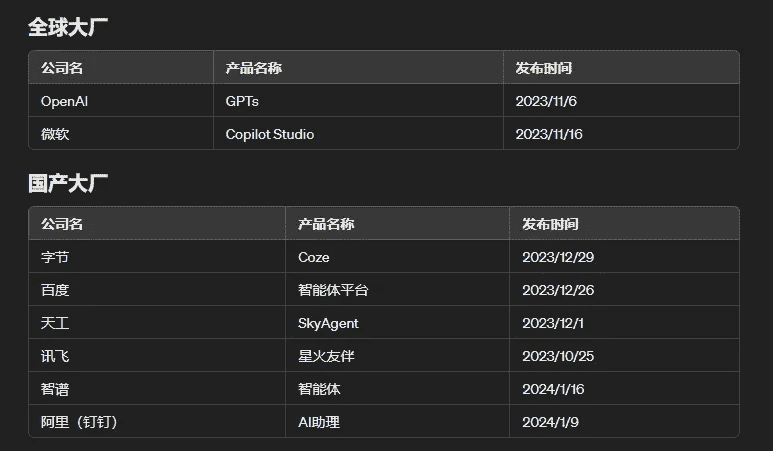 全球大厂
公司名 产品名称 发布时间
OpenAI GPTs 2023/11/6
微软 Copilot Studio 2023/11/16
国产大厂
公司名 产品名称 发布时间
字节 Coze 2023/12/29
百度 智能体平台 2023/12/26
天工 SkyAgent 2023/12/1
讯飞 星火友伴 2023/10/25
智谱 智能体 2024/1/16
阿里（钉钉） AI助理 2024/1/9